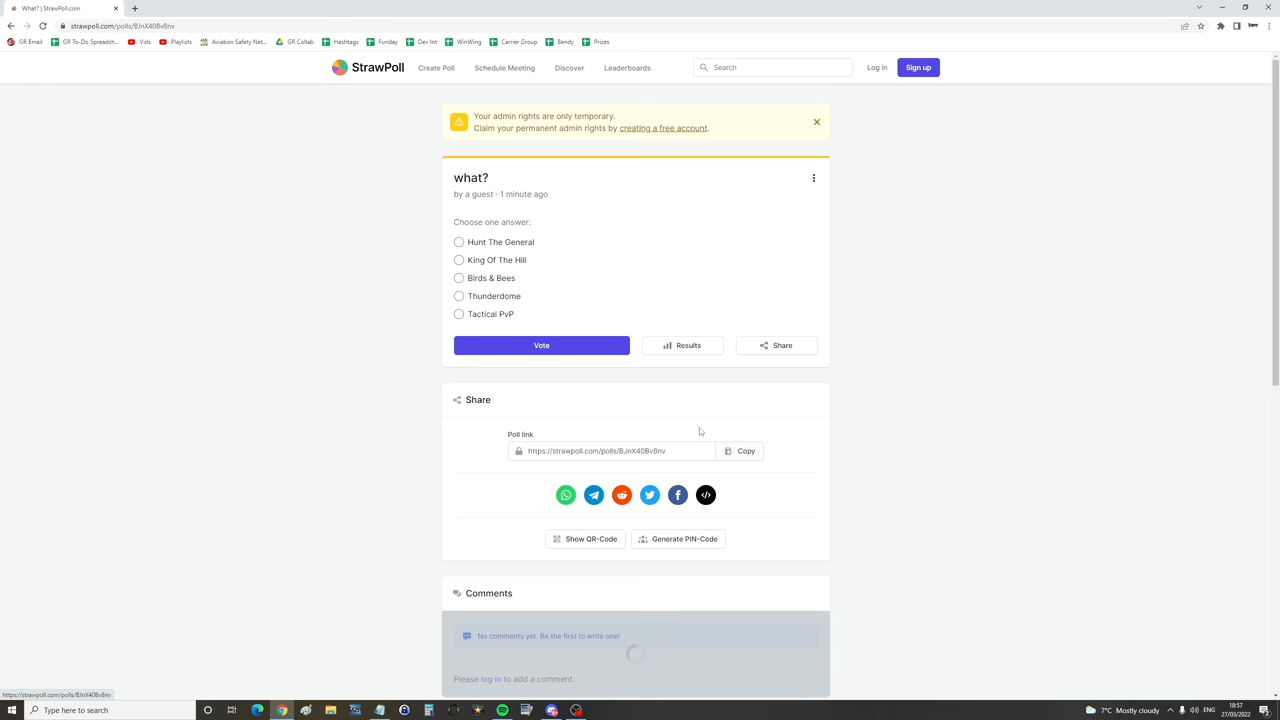 What? | StrawPoll.com
strawpoll.com/polls/BJnX40Bv8nv
GR Email
GR To-Do Spreadsh...
Vids
Playlists
Aviation Safety Net...
GR Collab
Hashtags
Funday
Dev Int
WinWing
Carrier Group
Bendy
Prizes
StrawPoll
Create Poll
Schedule Meeting
Discover
Leaderboards
Search
Log in
Sign up
Your admin rights are only temporary.
Claim your permanent admin rights by creating a free account.
what?
by a guest · 1 minute ago
Choose one answer:
Hunt The General
King Of The Hill
Birds & Bees
Thunderdome
Tactical PvP
Vote
Results
Share
Share
Poll link
https://strawpoll.com/polls/BJnX40Bv8nv
Copy
Show QR-Code
Generate PIN-Code
Comments
No comments yet. Be the first to write one!
Please log in to add a comment.
https://strawpoll.com/polls/BJnX40Bv8nv
Type here to search
7°C Mostly cloudy
ENG
18:57
27/03/2022